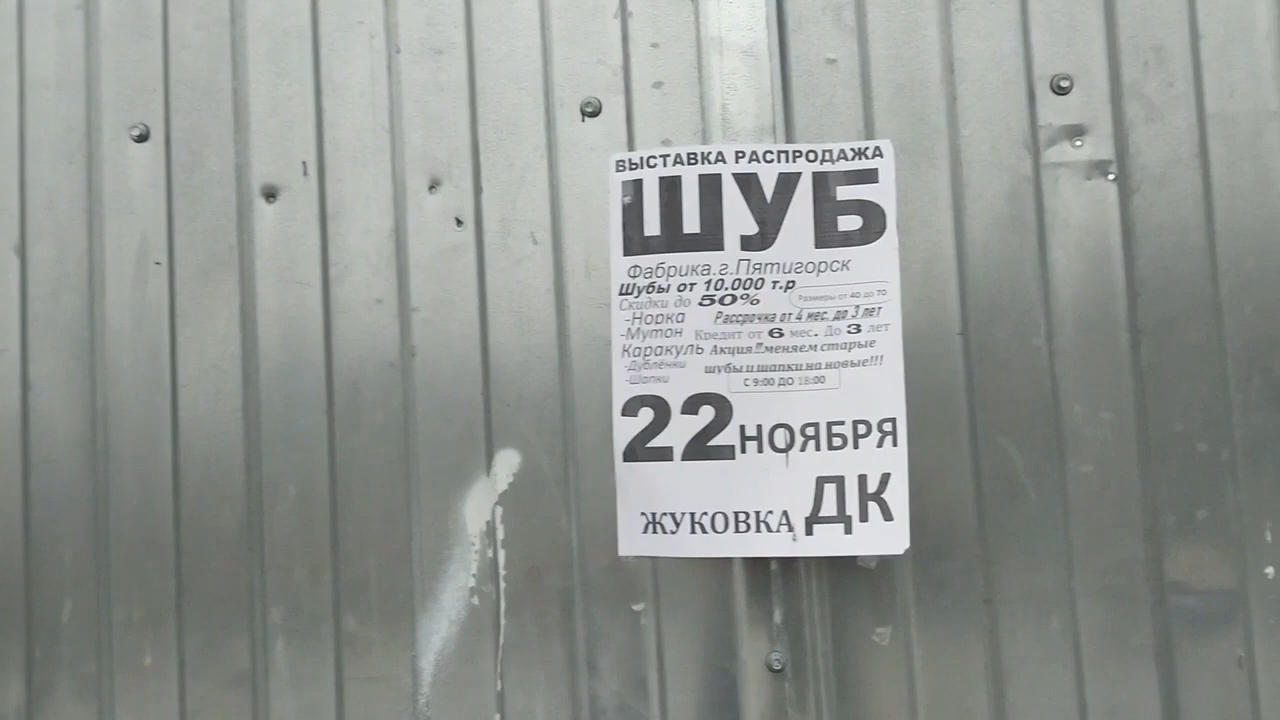 ВЫСТАВКА РАСПРОДАЖА
ШУБ
Фабрика.г.Пятигорск
Шубы от 10.000 т.р
Скидки до 50%
Размеры от 40 до 70
-Норка
Рассрочка от 4 мес. до 3 лет
-Мутон
Кредит от 6 мес. До 3 лет
Каракуль
Акция!!!меняем старые
-Дублёнки
шубы и шапки на новые!!!
-Шапки
С 9:00 ДО 18:00
22 НОЯБРЯ
ЖУКОВКА ДК